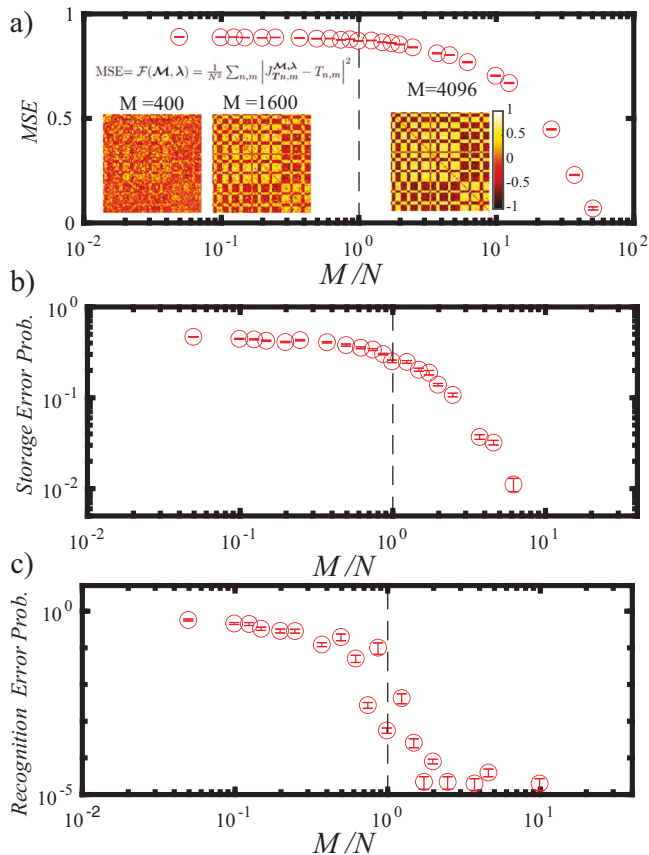 a)
1
0.5
0
MSE
MSE= 𝓕(𝓜, λ) = 1/N² ∑n,m |J_{Tn,m}^{𝓜,λ} − T_{n,m}|²
M =400
M =1600
M =4096
1
0.5
0
-0.5
-1
10^-2
10^-1
10^0
10^1
10^2
M/N
b)
10^0
10^-1
10^-2
Storage Error Prob.
10^-2
10^-1
10^0
10^1
M/N
c)
10^0
10^-5
Recognition Error Prob.
10^-2
10^-1
10^0
10^1
M/N